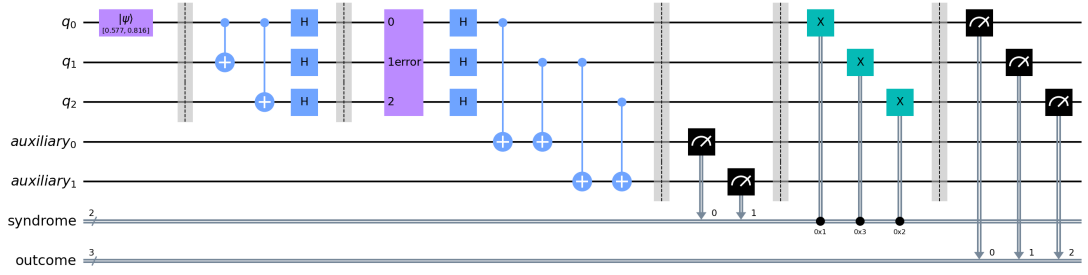 q0 |ψ⟩ [0.577, 0.816] H 0 H X
q1 H 1error H X
q2 H 2 H X
auxiliary0
auxiliary1
syndrome 2 0x1 0x3 0x2 0 1
outcome 3 0 1 2